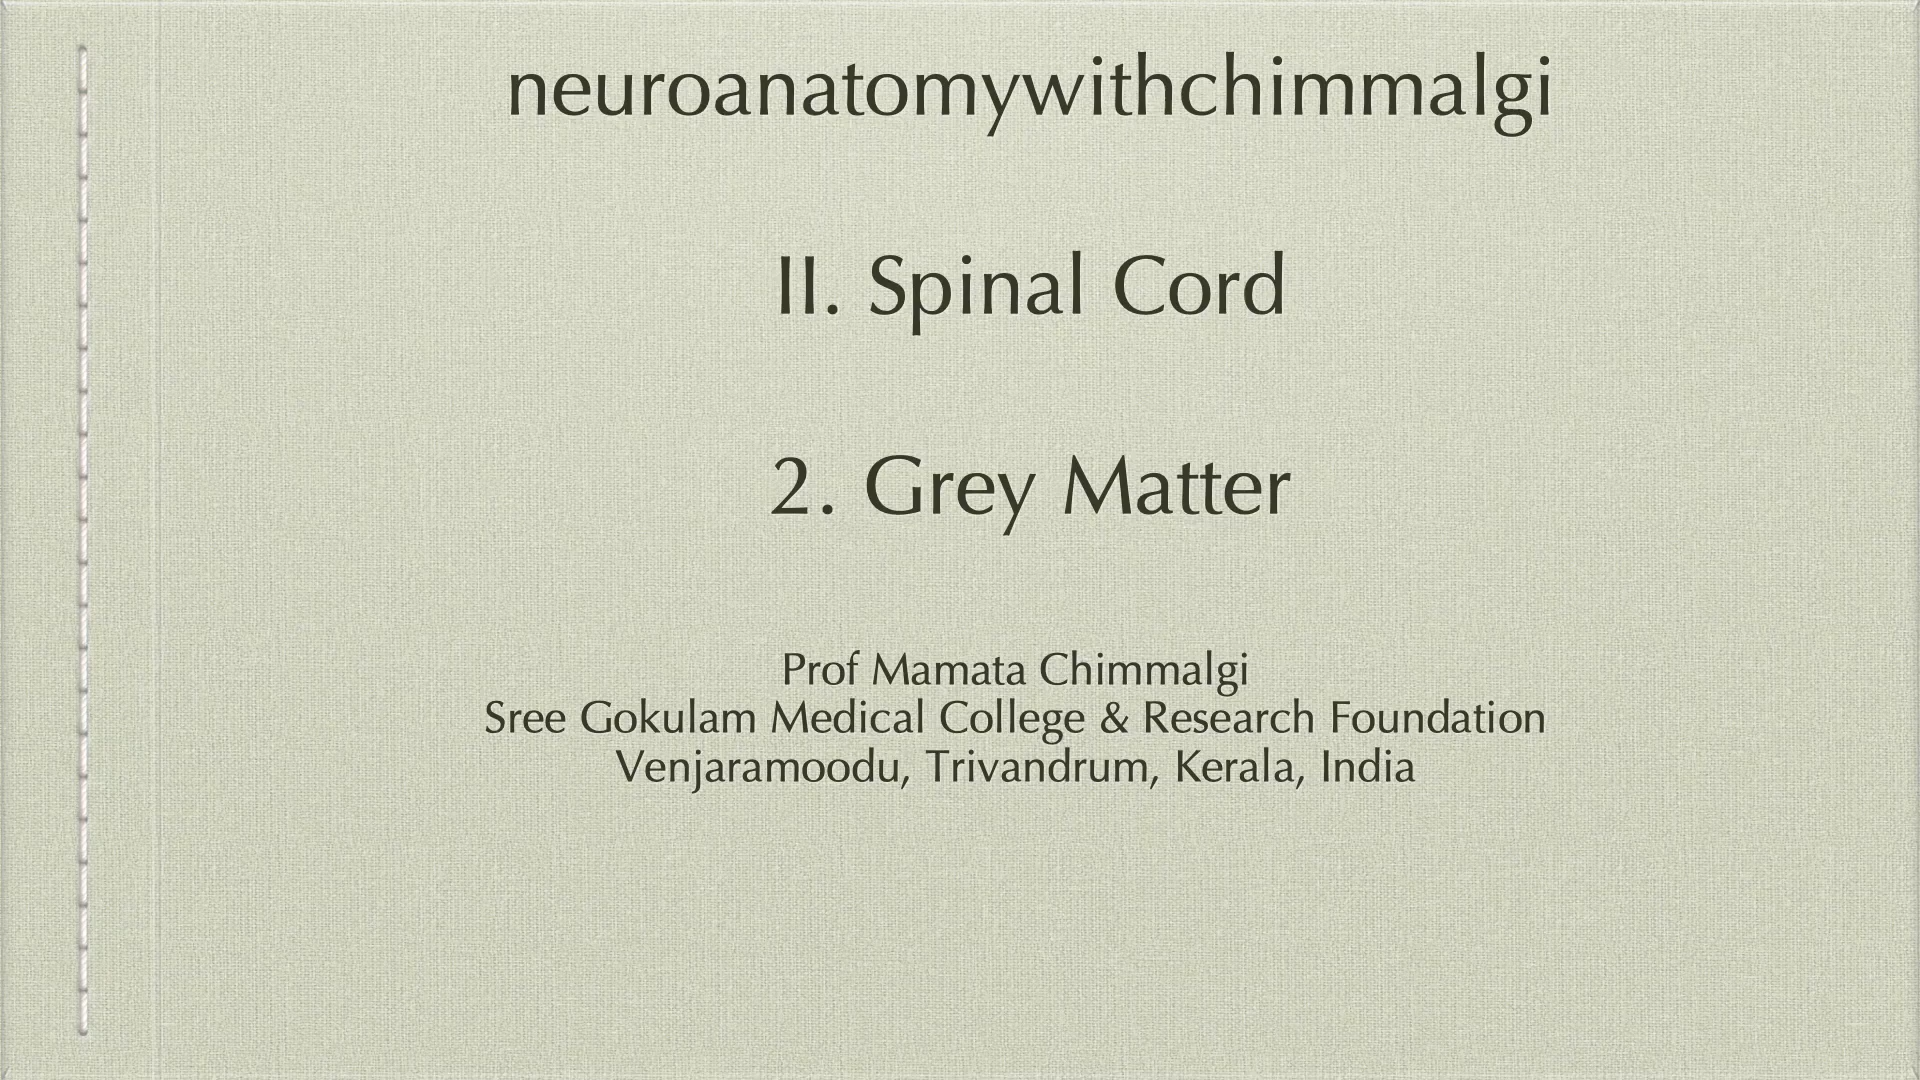 neuroanatomywithchimmalgi
II. Spinal Cord
2. Grey Matter
Prof Mamata Chimmalgi
Sree Gokulam Medical College & Research Foundation
Venjaramoodu, Trivandrum, Kerala, India